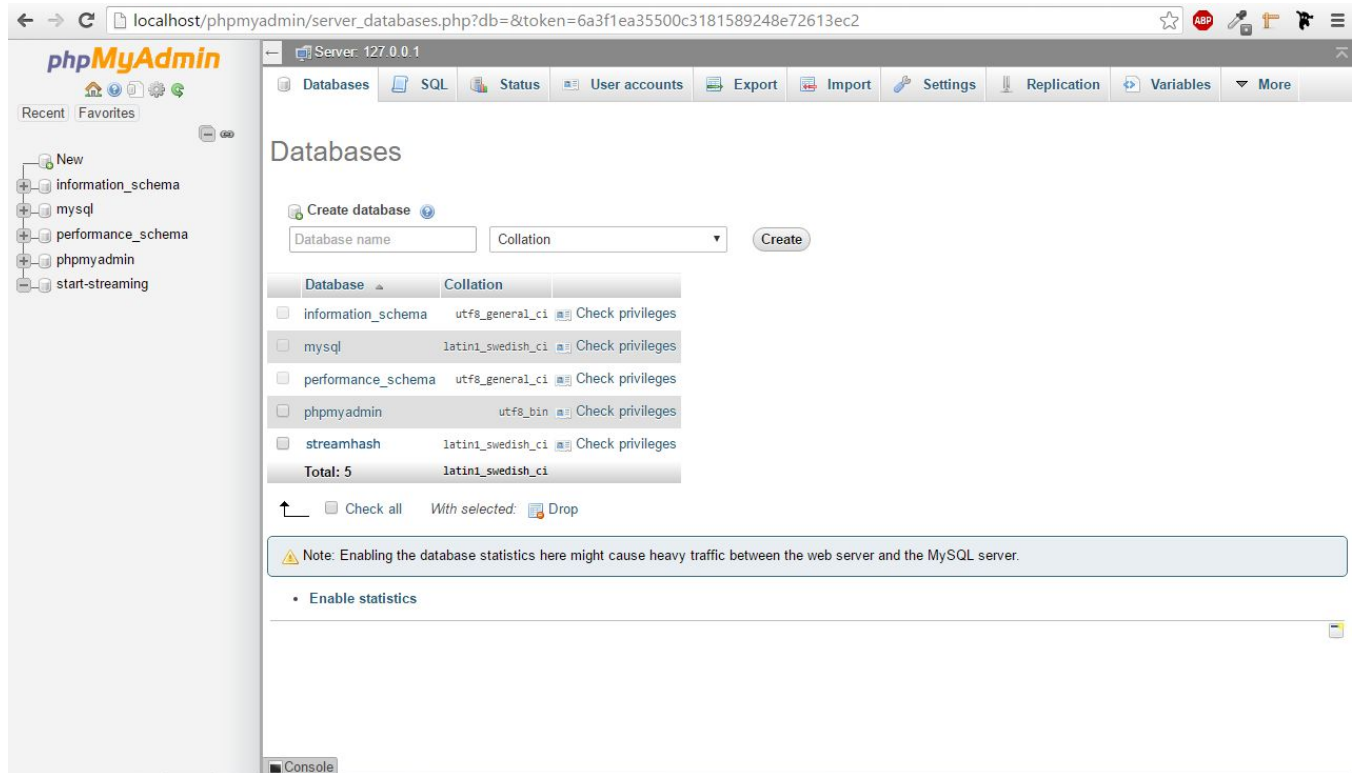 localhost/phpmyadmin/server_databases.php?db=&token=6a3f1ea35500c3181589248e72613ec2
ABP
phpMyAdmin
Recent Favorites
New
information_schema
mysql
performance_schema
phpmyadmin
start-streaming
Server: 127.0.0.1
Databases SQL Status User accounts Export Import Settings Replication Variables More
Databases
Create database
Database name Collation Create
Database Collation
information_schema utf8_general_ci Check privileges
mysql latin1_swedish_ci Check privileges
performance_schema utf8_general_ci Check privileges
phpmyadmin utf8_bin Check privileges
streamhash latin1_swedish_ci Check privileges
Total: 5 latin1_swedish_ci
Check all With selected: Drop
Note: Enabling the database statistics here might cause heavy traffic between the web server and the MySQL server.
• Enable statistics
Console